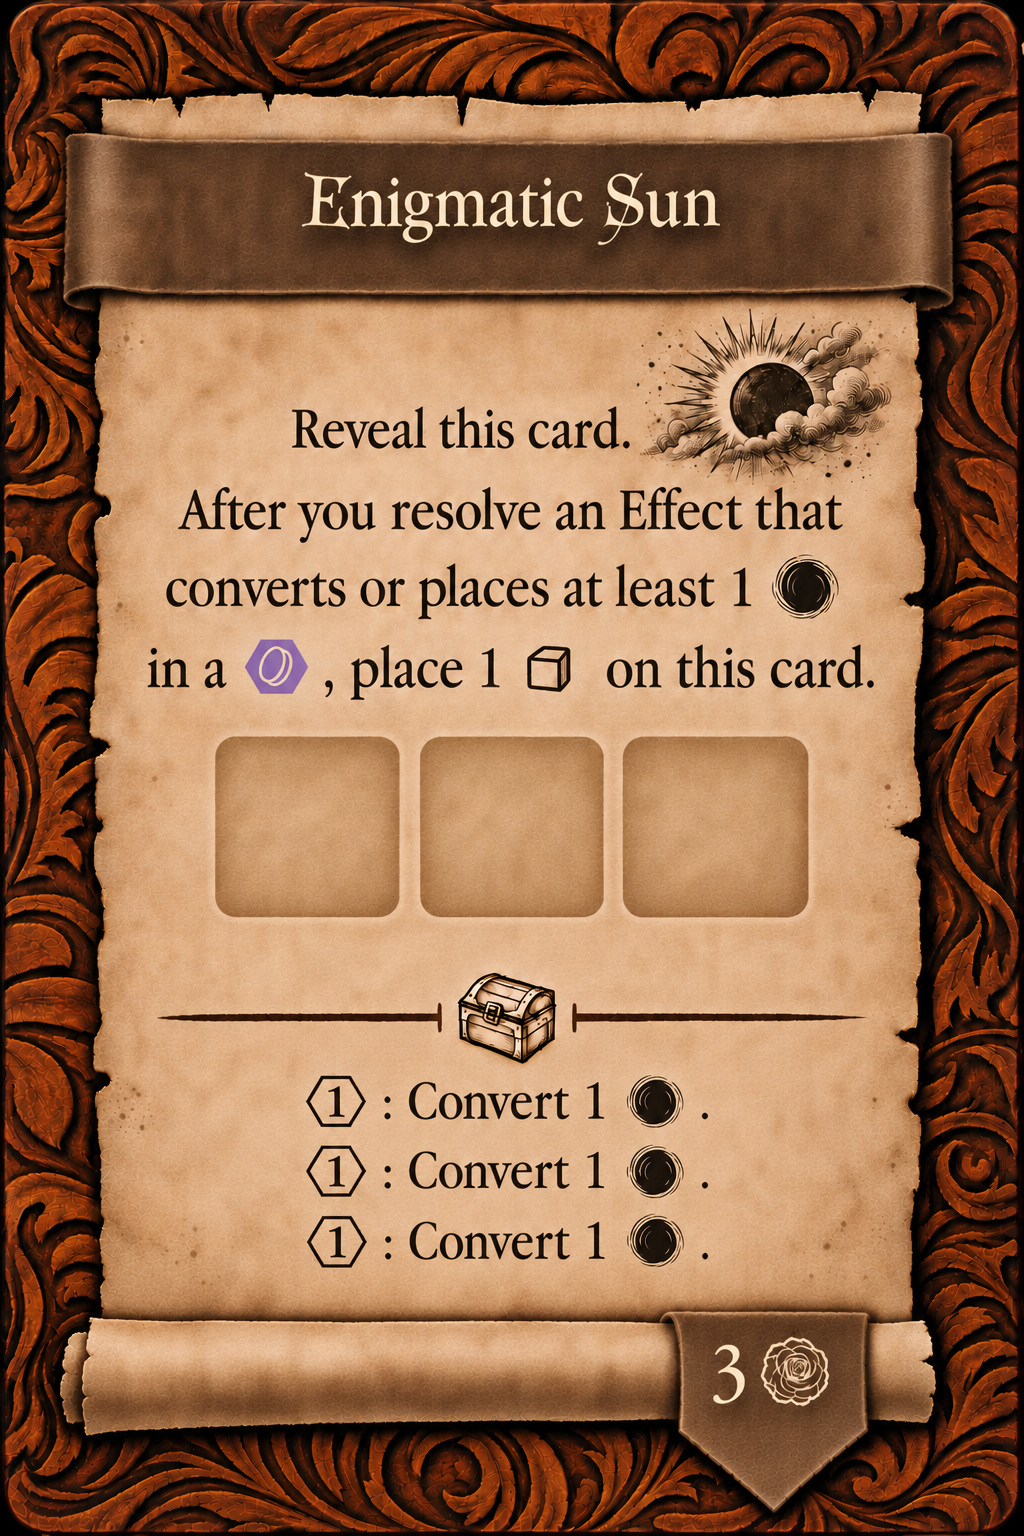 Enigmatic Sun
Reveal this card.
After you resolve an Effect that
converts or places at least 1
in a , place 1 on this card.
1 : Convert 1 .
1 : Convert 1 .
1 : Convert 1 .
3